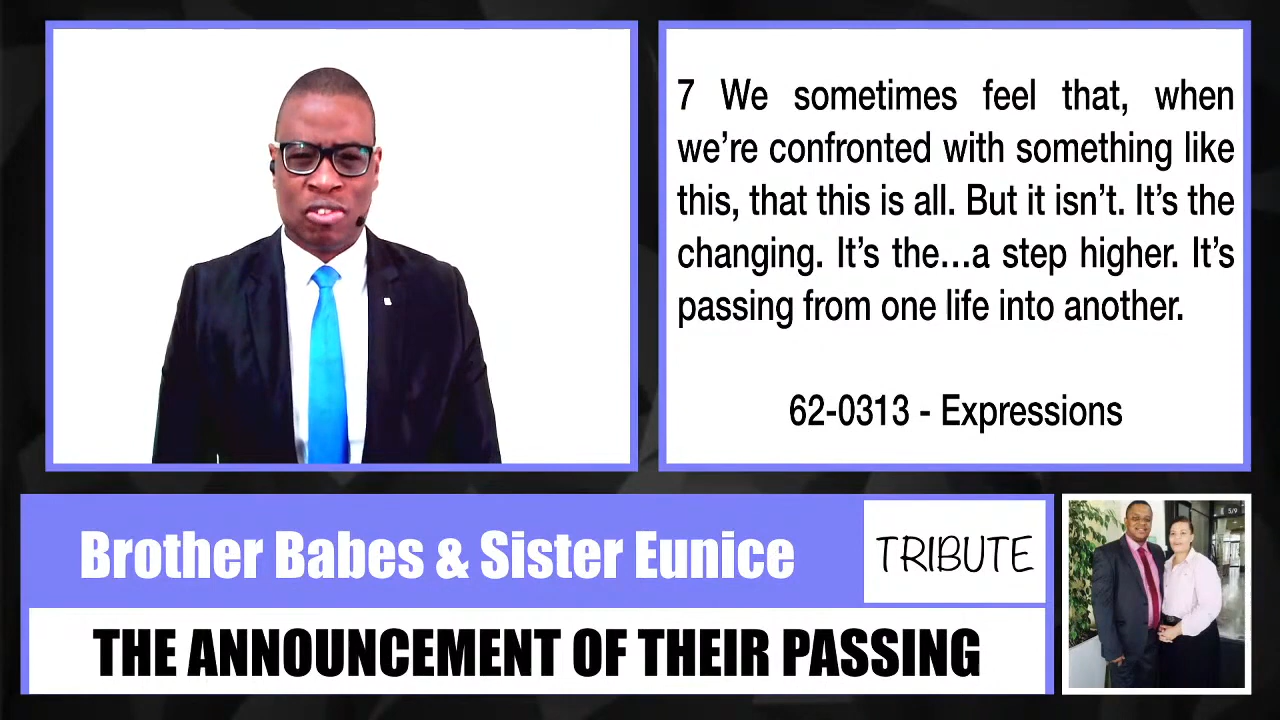 7 We sometimes feel that, when
we’re confronted with something like
this, that this is all. But it isn’t. It’s the
changing. It’s the...a step higher. It’s
passing from one life into another.
62-0313 - Expressions
Brother Babes & Sister Eunice
TRIBUTE
THE ANNOUNCEMENT OF THEIR PASSING
5/9